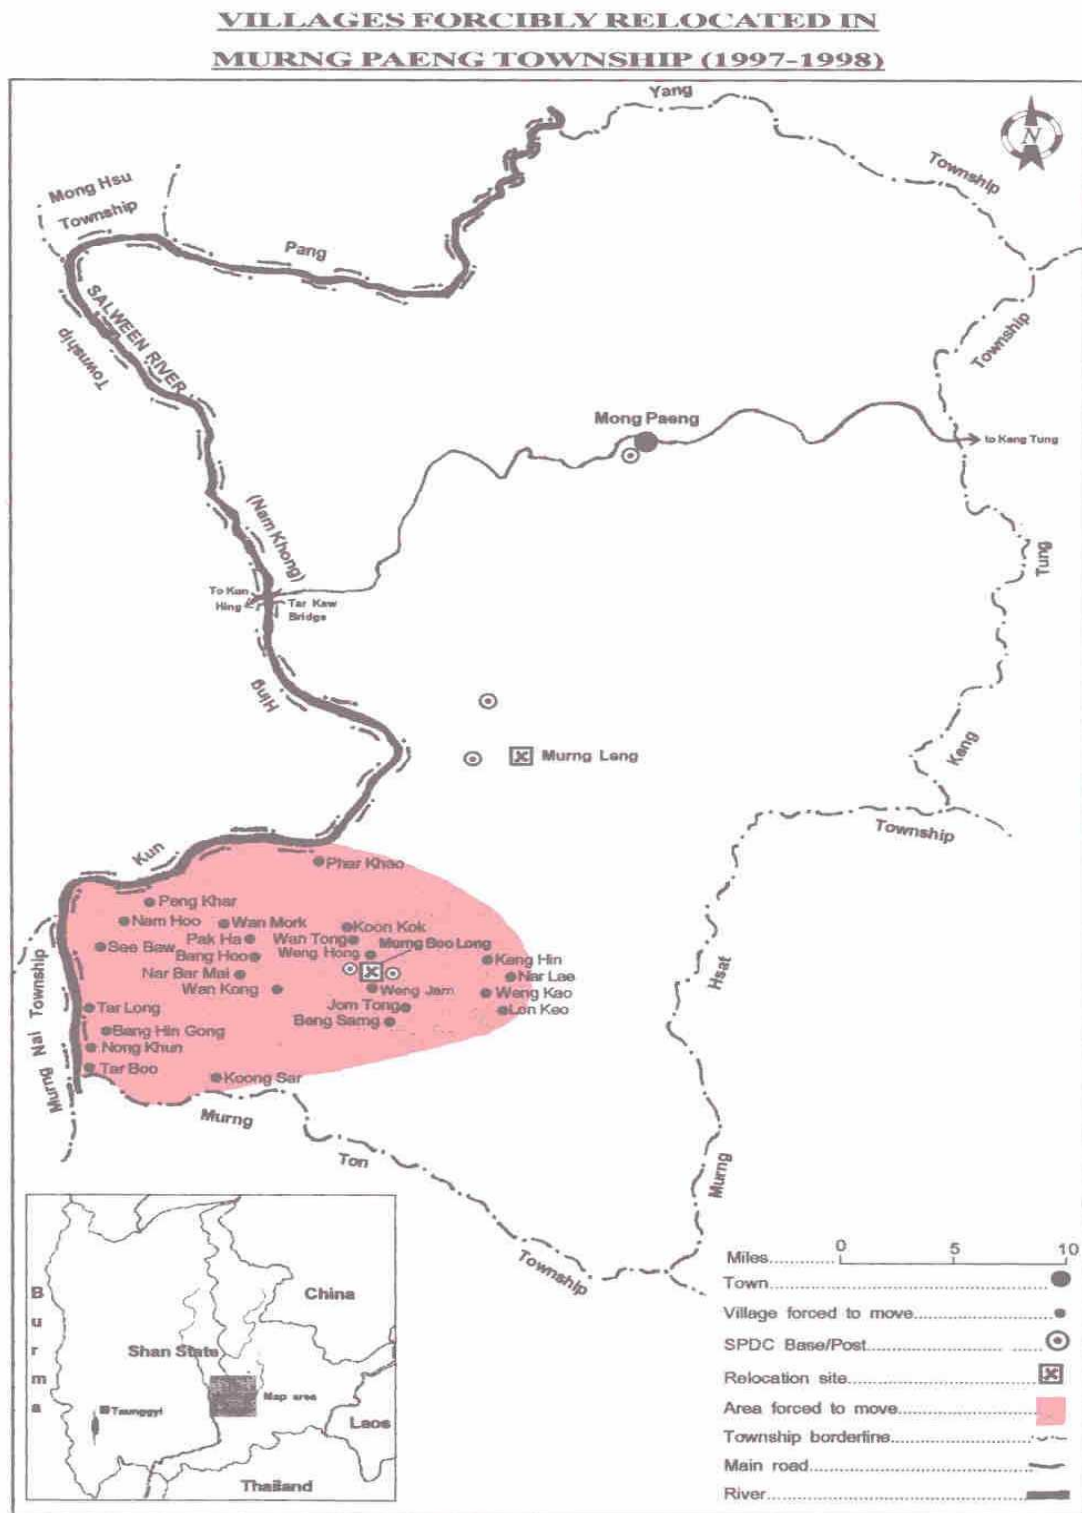 VILLAGES FORCIBLY RELOCATED IN
MURNG PAENG TOWNSHIP (1997-1998)
Yang
Township
N
Mong Hsu
Township
Pang
SALWEEN RIVER
Township
Township
Mong Paeng
to Keng Tung
(Nam Khong)
Tung
To Kun
Hing
Tar Kaw
Bridge
Hing
Keng
Murng Leng
Township
Kun
Phar Khao
Peng Khar
Nam Hoo
Wan Mork
Koon Kok
See Baw
Pak Ha
Wan Tong
Murng Boo Long
Bang Hoo
Weng Hong
Keng Hin
Nar Bar Mai
Nar Lae
Wan Kong
Weng Jam
Weng Kao
Tar Long
Jom Tong
Lon Keo
Bang Hin Gong
Beng Sarng
Nong Khun
Tar Boo
Koong Sar
Murng Nai Township
Hsat
Murng
Murng
Ton
Township
Burma
China
Shan State
Map area
Taunggyi
Laos
Thailand
Miles 0 5 10
Town
Village forced to move
SPDC Base/Post
Relocation site
Area forced to move
Township borderline
Main road
River